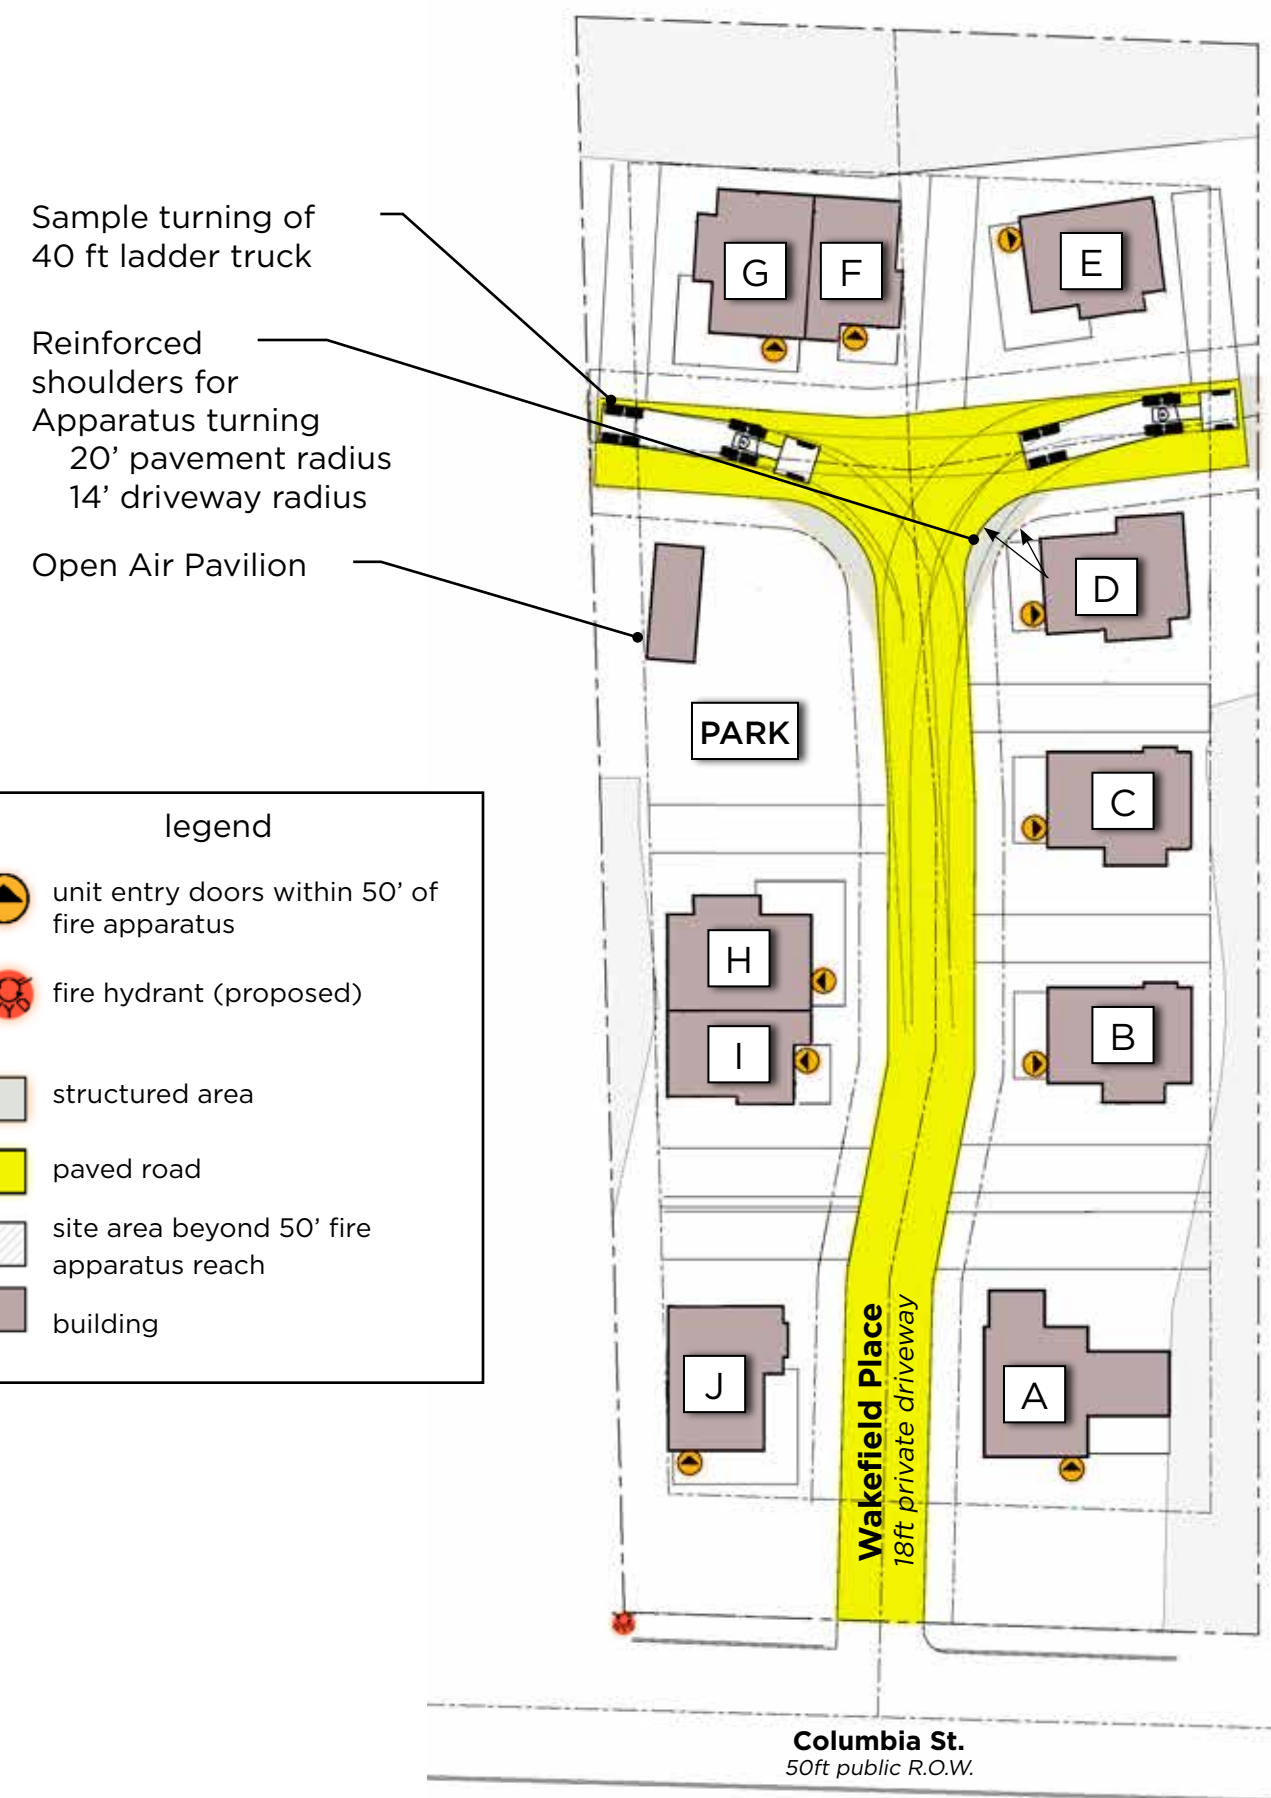 Sample turning of
40 ft ladder truck
Reinforced
shoulders for
Apparatus turning
20’ pavement radius
14’ driveway radius
Open Air Pavilion
G
F
E
D
PARK
C
H
I
B
J
A
legend
unit entry doors within 50’ of
fire apparatus
fire hydrant (proposed)
structured area
paved road
site area beyond 50’ fire
apparatus reach
building
Wakefield Place
18ft private driveway
Columbia St.
50ft public R.O.W.